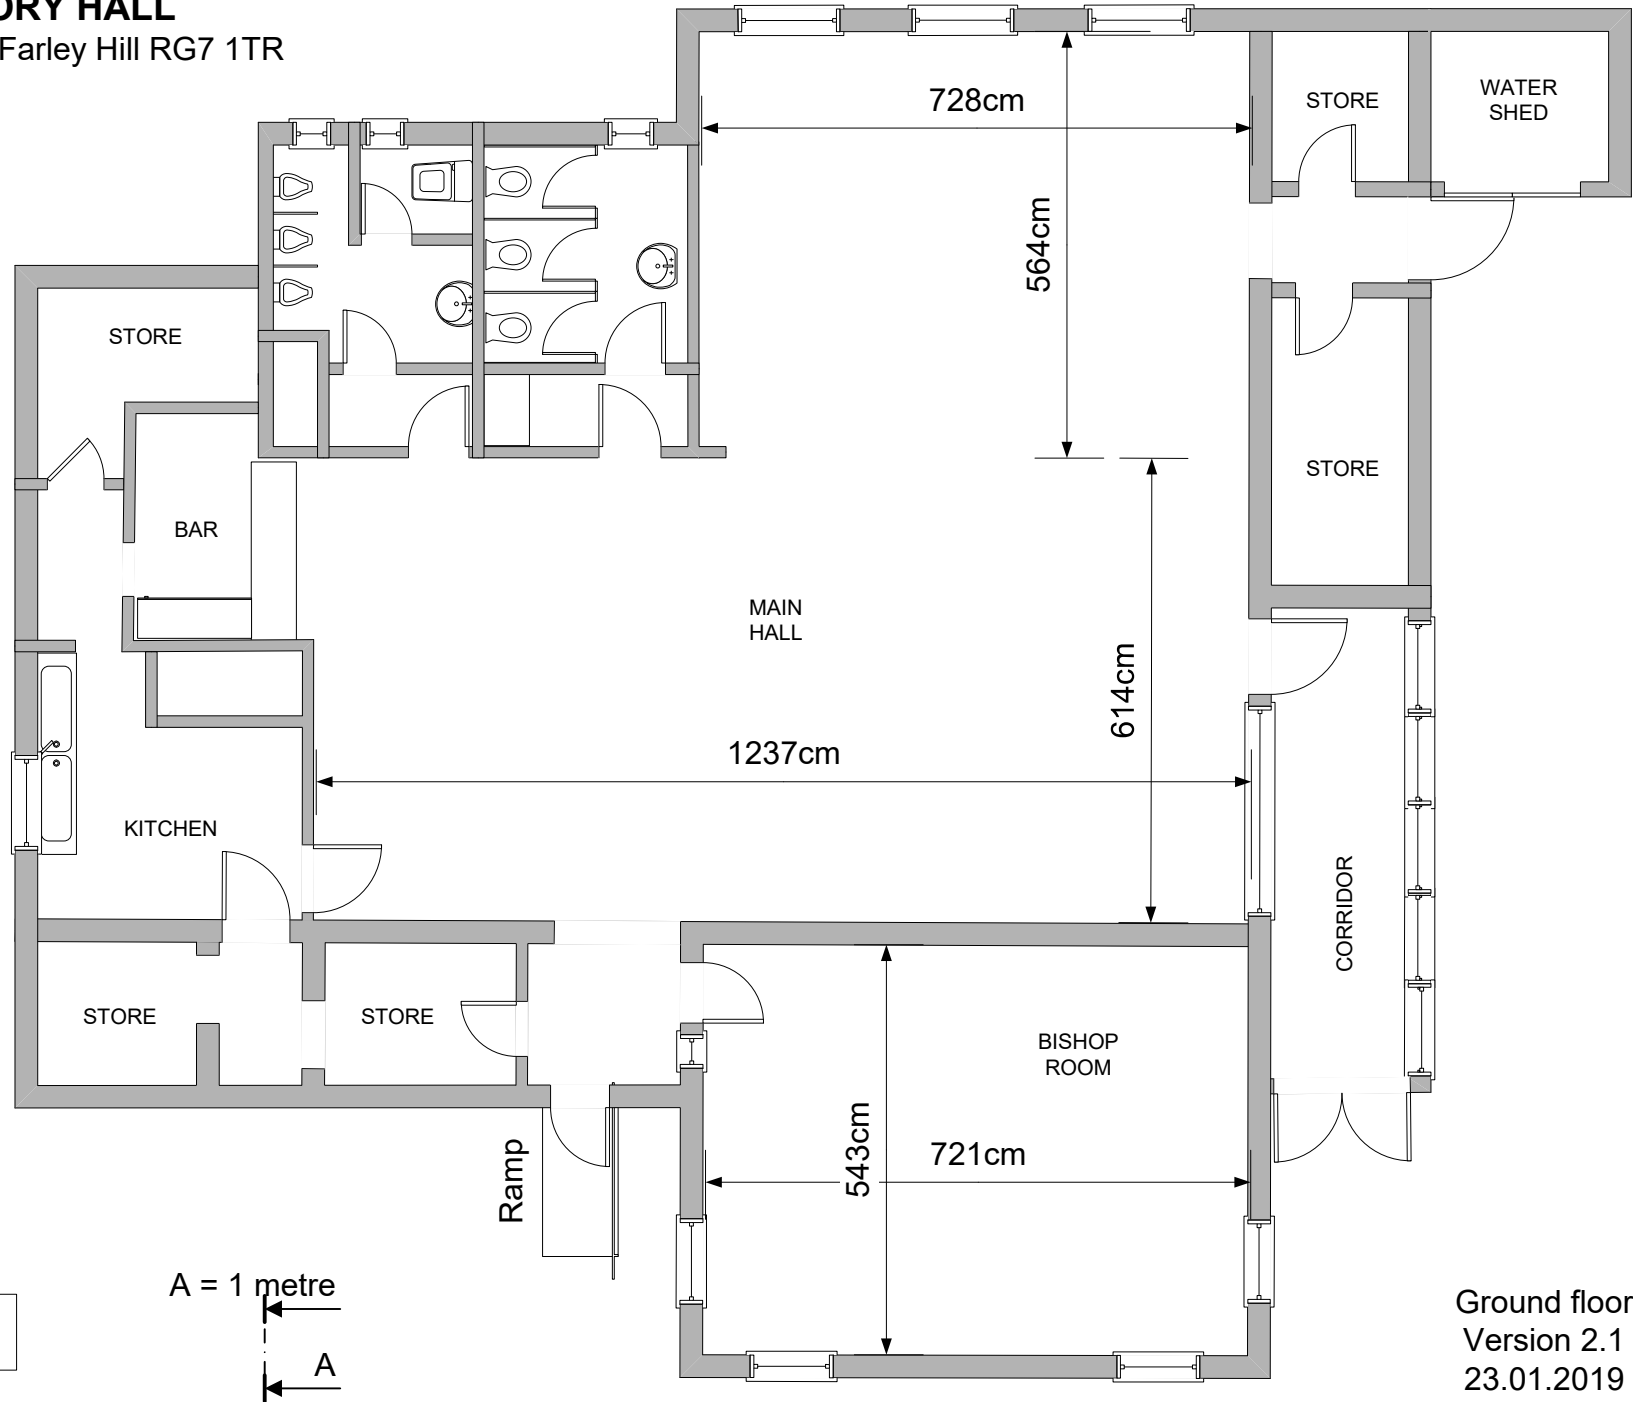 ORY HALL
Farley Hill RG7 1TR
728cm
STORE
WATER
SHED
564cm
STORE
STORE
BAR
MAIN
HALL
614cm
1237cm
KITCHEN
CORRIDOR
STORE
STORE
BISHOP
ROOM
543cm
721cm
Ramp
A = 1 metre
A
Ground floor
Version 2.1
23.01.2019